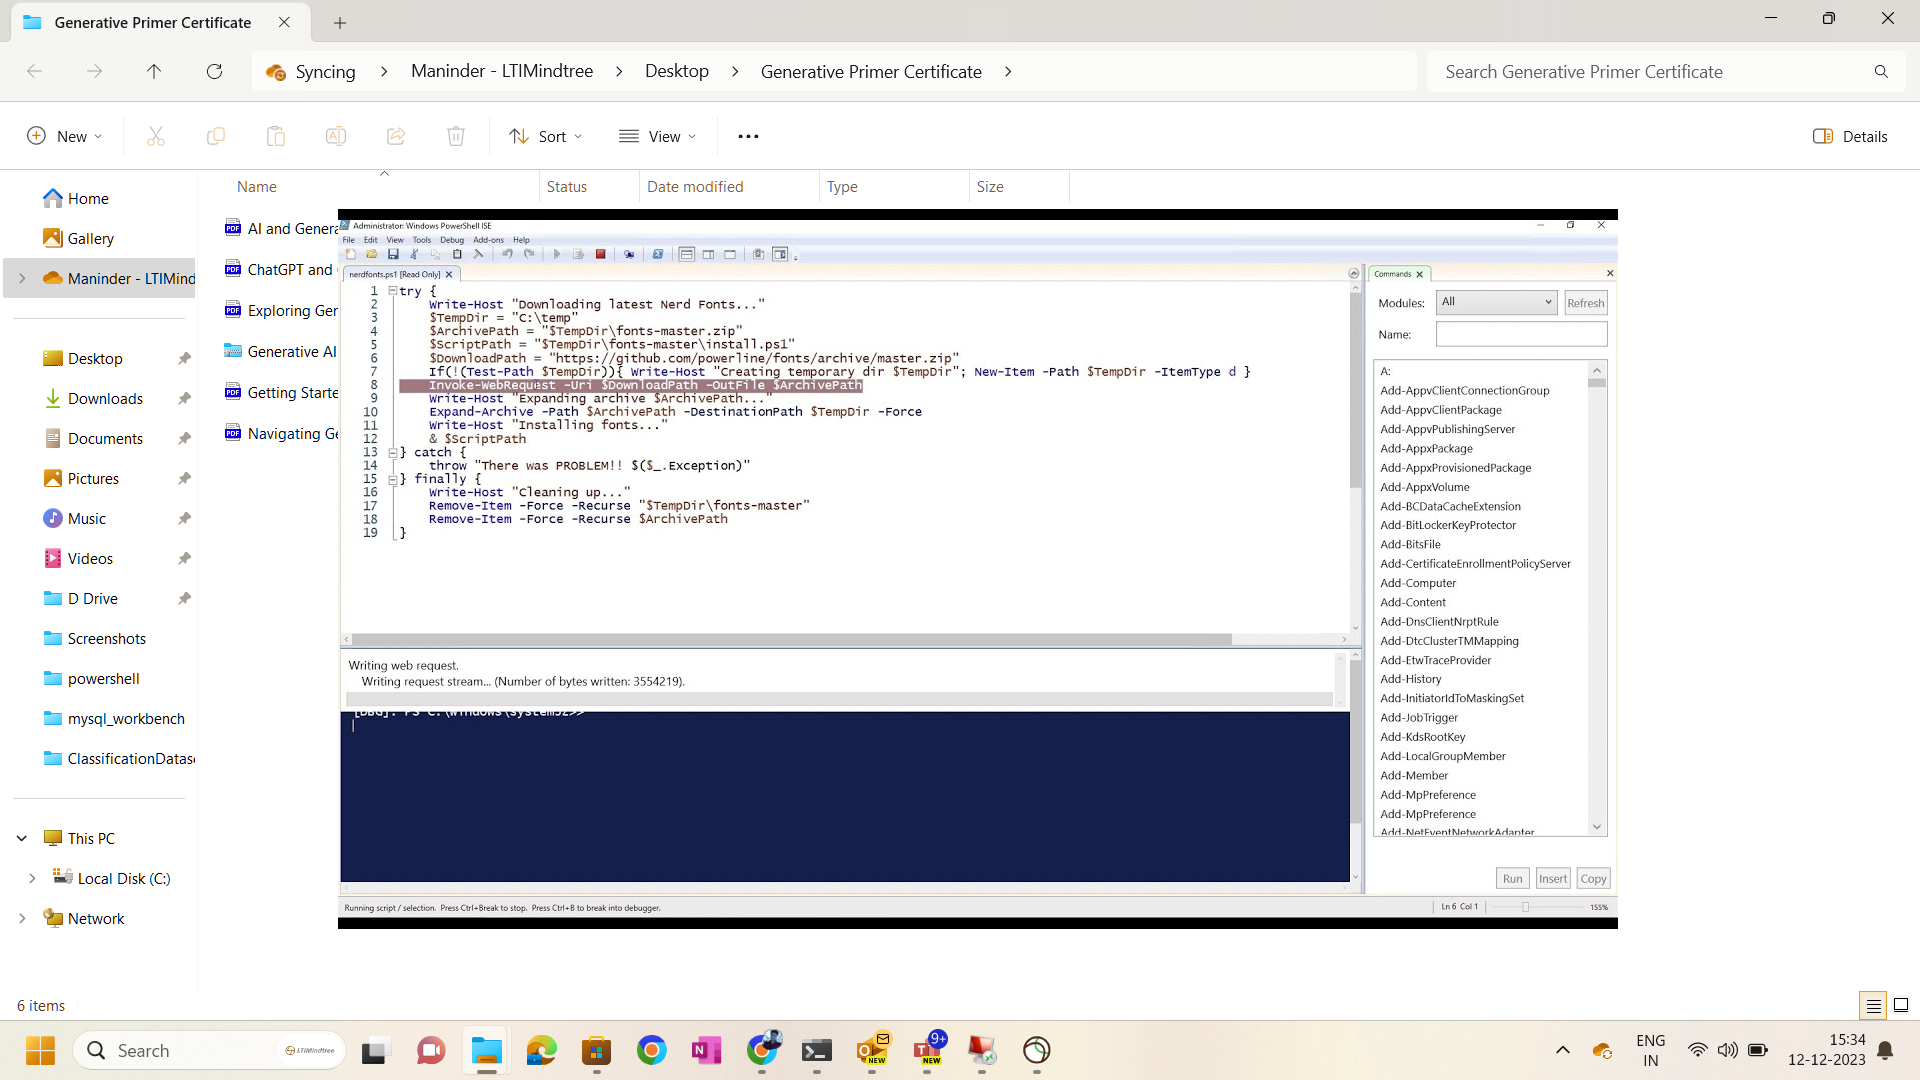 Generative Primer Certificate
Syncing > Maninder - LTIMindtree > Desktop > Generative Primer Certificate >
Search Generative Primer Certificate
New
Sort
View
Details
Name
Status
Date modified
Type
Size
Home
Gallery
Maninder - LTIMind
Desktop
Downloads
Documents
Pictures
Music
Videos
D Drive
Screenshots
powershell
mysql_workbench
ClassificationDatase
This PC
Local Disk (C:)
Network
AI and Genera
ChatGPT and
Exploring Ger
Generative AI
Getting Starte
Navigating Ge
Administrator: Windows PowerShell ISE
File Edit View Tools Debug Add-ons Help
nerdfonts.ps1 [Read Only]
1 try {
2 Write-Host "Downloading latest Nerd Fonts..."
3 $TempDir = "C:\temp"
4 $ArchivePath = "$TempDir\fonts-master.zip"
5 $ScriptPath = "$TempDir\fonts-master\install.ps1"
6 $DownloadPath = "https://github.com/powerline/fonts/archive/master.zip"
7 If(!(Test-Path $TempDir)){ Write-Host "Creating temporary dir $TempDir"; New-Item -Path $TempDir -ItemType d }
8 Invoke-WebRequest -Uri $DownloadPath -OutFile $ArchivePath
9 Write-Host "Expanding archive $ArchivePath..."
10 Expand-Archive -Path $ArchivePath -DestinationPath $TempDir -Force
11 Write-Host "Installing fonts..."
12 & $ScriptPath
13 } catch {
14 throw "There was PROBLEM!! $($_.Exception)"
15 } finally {
16 Write-Host "Cleaning up..."
17 Remove-Item -Force -Recurse "$TempDir\fonts-master"
18 Remove-Item -Force -Recurse $ArchivePath
19 }
Writing web request.
Writing request stream... (Number of bytes written: 3554219).
[DBG]: PS C:\Windows\system32>>
Running script / selection. Press Ctrl+Break to stop. Press Ctrl+B to break into debugger.
Ln 6 Col 1
155%
Commands
Modules: All Refresh
Name:
A:
Add-AppvClientConnectionGroup
Add-AppvClientPackage
Add-AppvPublishingServer
Add-AppxPackage
Add-AppxProvisionedPackage
Add-AppxVolume
Add-BCDataCacheExtension
Add-BitLockerKeyProtector
Add-BitsFile
Add-CertificateEnrollmentPolicyServer
Add-Computer
Add-Content
Add-DnsClientNrptRule
Add-DtcClusterTMMapping
Add-EtwTraceProvider
Add-History
Add-InitiatorIdToMaskingSet
Add-JobTrigger
Add-KdsRootKey
Add-LocalGroupMember
Add-Member
Add-MpPreference
Add-MpPreference
Add-NetEventNetworkAdapter
Run Insert Copy
6 items
Search
LTIMindtree
NEW
9+
NEW
ENG
IN
15:34
12-12-2023